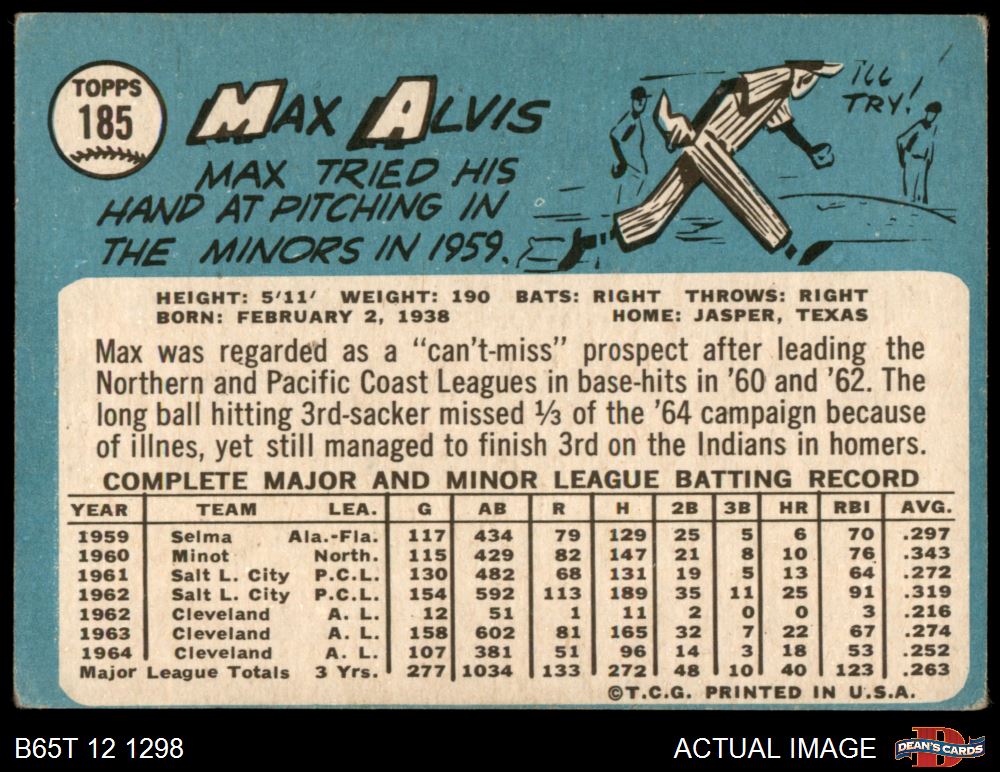 TOPPS
185
MAX ALVIS
MAX TRIED HIS
HAND AT PITCHING IN
THE MINORS IN 1959.
I'LL
TRY!
HEIGHT: 5'11' WEIGHT: 190 BATS: RIGHT THROWS: RIGHT
BORN: FEBRUARY 2, 1938 HOME: JASPER, TEXAS
Max was regarded as a “can't-miss” prospect after leading the
Northern and Pacific Coast Leagues in base-hits in '60 and '62. The
long ball hitting 3rd-sacker missed ⅓ of the '64 campaign because
of illnes, yet still managed to finish 3rd on the Indians in homers.
COMPLETE MAJOR AND MINOR LEAGUE BATTING RECORD
YEAR TEAM LEA. G AB R H 2B 3B HR RBI AVG.
1959 Selma Ala.-Fla. 117 434 79 129 25 5 6 70 .297
1960 Minot North. 115 429 82 147 21 8 10 76 .343
1961 Salt L. City P.C.L. 130 482 68 131 19 5 13 64 .272
1962 Salt L. City P.C.L. 154 592 113 189 35 11 25 91 .319
1962 Cleveland A. L. 12 51 1 11 2 0 0 3 .216
1963 Cleveland A. L. 158 602 81 165 32 7 22 67 .274
1964 Cleveland A. L. 107 381 51 96 14 3 18 53 .252
Major League Totals 3 Yrs. 277 1034 133 272 48 10 40 123 .263
©T.C.G. PRINTED IN U.S.A.
B65T 12 1298 ACTUAL IMAGE
D
DEAN'S CARDS